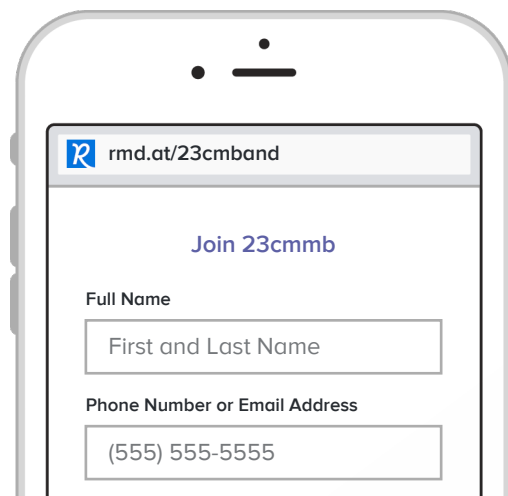 rmd.at/23cmband
Join 23cmmb
Full Name
First and Last Name
Phone Number or Email Address
(555) 555-5555